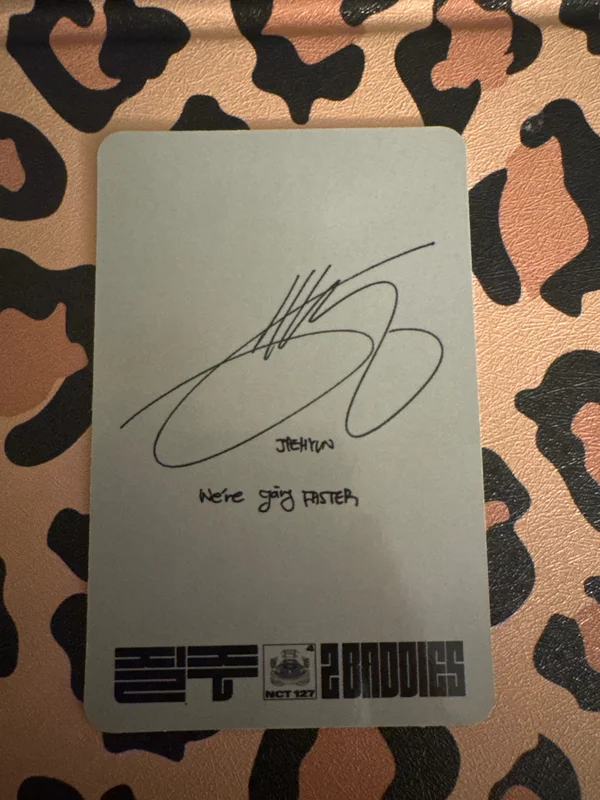 JAEHYUN
We're going FASTER
질주 4 NCT 127 2 BADDIES